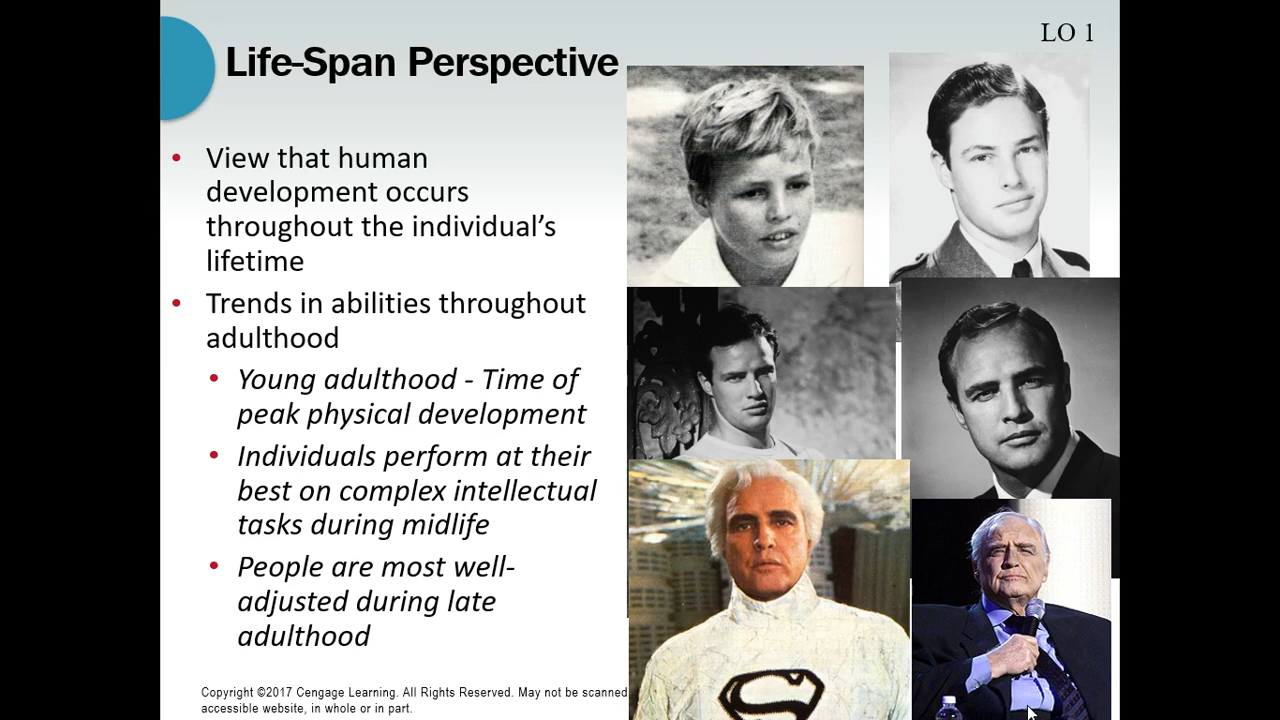 LO 1
Life-Span Perspective
• View that human
development occurs
throughout the individual’s
lifetime
• Trends in abilities throughout
adulthood
• Young adulthood - Time of
peak physical development
• Individuals perform at their
best on complex intellectual
tasks during midlife
• People are most well-
adjusted during late
adulthood
Copyright ©2017 Cengage Learning. All Rights Reserved. May not be scanned
accessible website, in whole or in part.
S